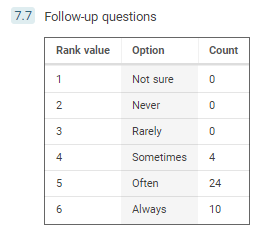 7.7 Follow-up questions
Rank value Option Count
1 Not sure 0
2 Never 0
3 Rarely 0
4 Sometimes 4
5 Often 24
6 Always 10